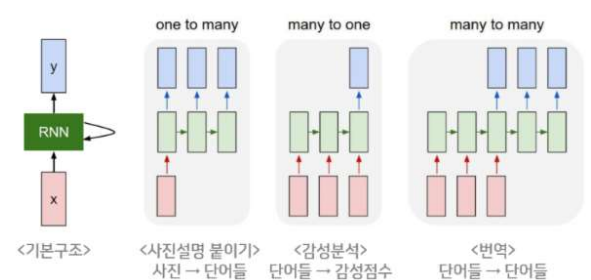 one to many
many to one
many to many
y
RNN
x
<기본구조>
<사진설명 붙이기>
사진 → 단어들
<감성분석>
단어들 → 감성점수
<번역>
단어들 → 단어들